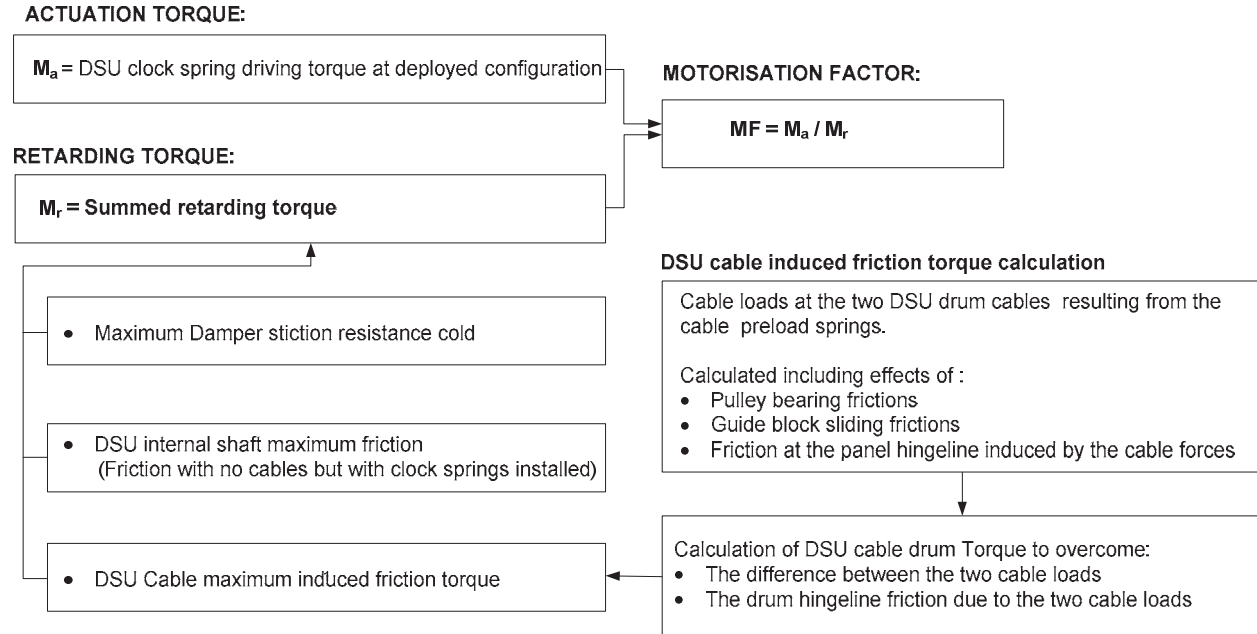 ACTUATION TORQUE:
Ma = DSU clock spring driving torque at deployed configuration
MOTORISATION FACTOR:
MF = Ma / Mr
RETARDING TORQUE:
Mr = Summed retarding torque
• Maximum Damper stiction resistance cold
• DSU internal shaft maximum friction
(Friction with no cables but with clock springs installed)
• DSU Cable maximum induced friction torque
DSU cable induced friction torque calculation
Cable loads at the two DSU drum cables resulting from the
cable preload springs.
Calculated including effects of :
• Pulley bearing frictions
• Guide block sliding frictions
• Friction at the panel hingeline induced by the cable forces
Calculation of DSU cable drum Torque to overcome:
• The difference between the two cable loads
• The drum hingeline friction due to the two cable loads